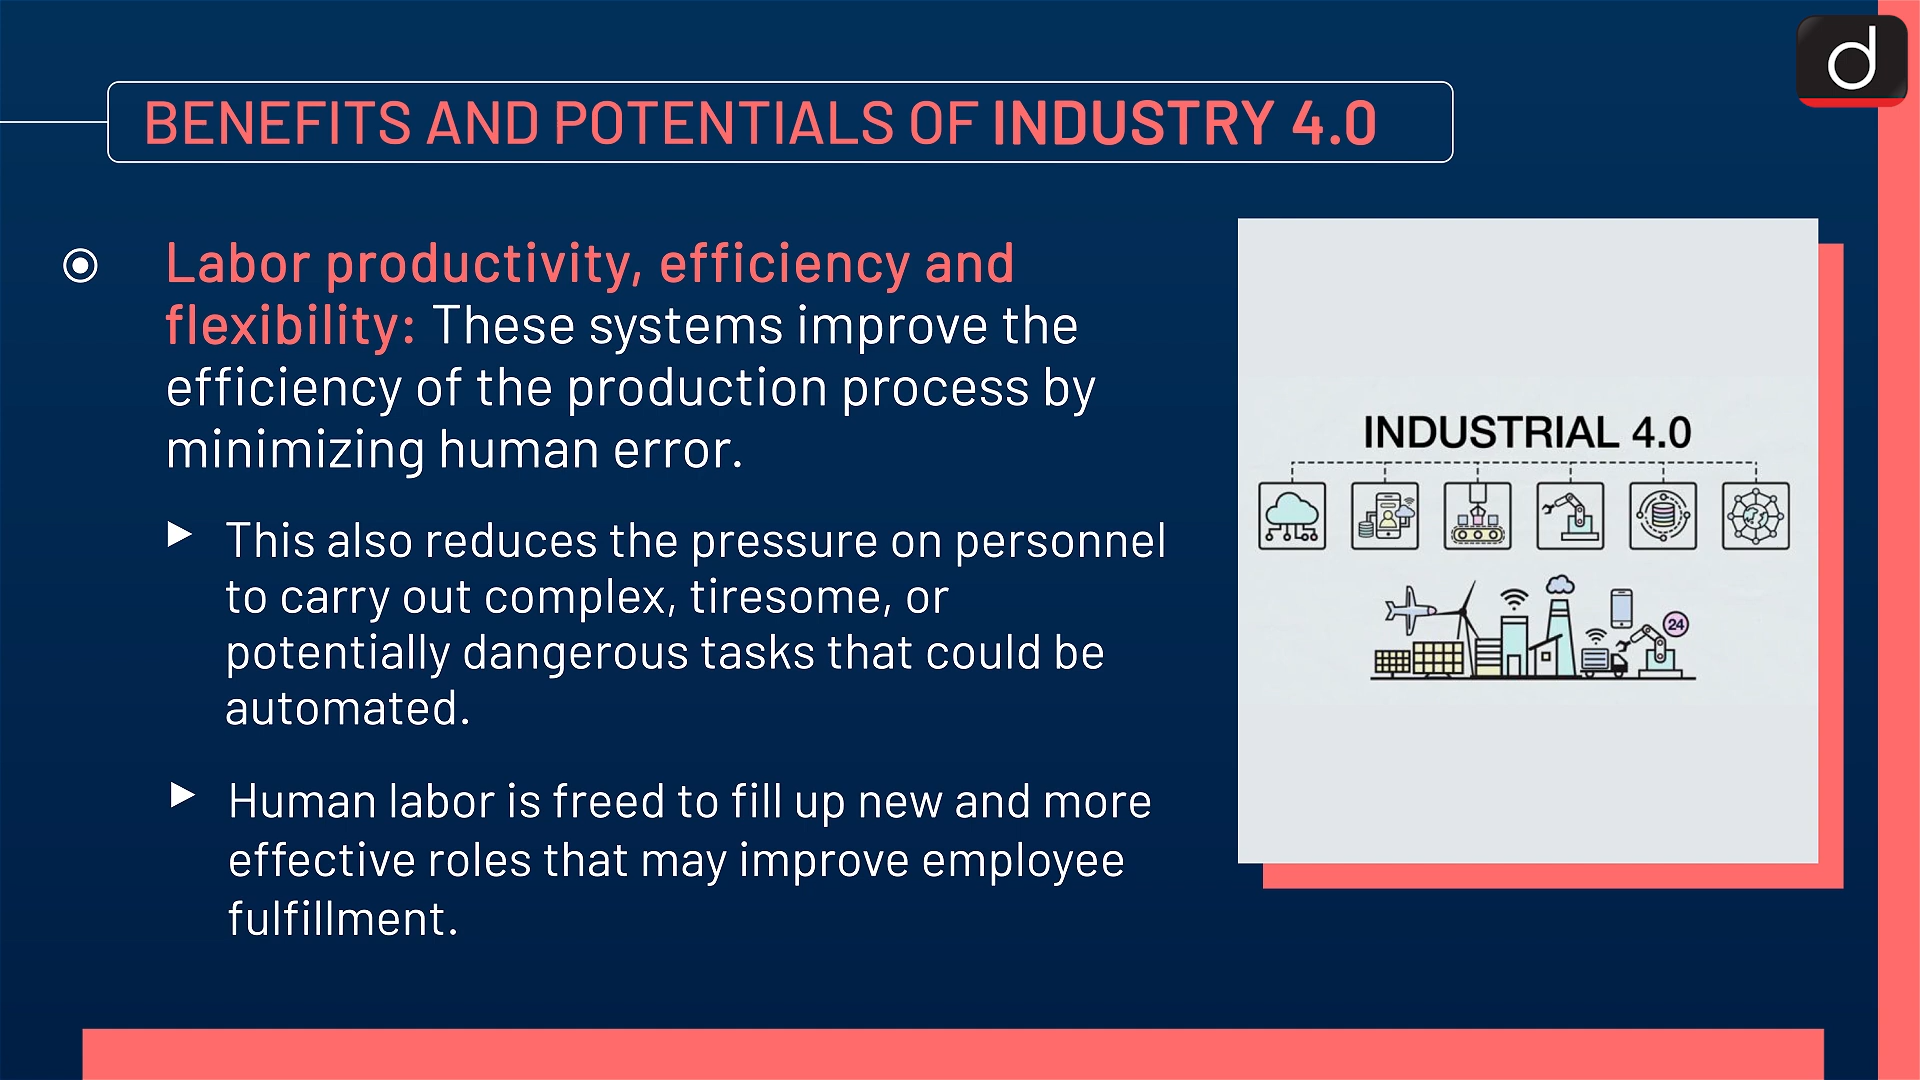 d
BENEFITS AND POTENTIALS OF INDUSTRY 4.0
Labor productivity, efficiency and
flexibility: These systems improve the
efficiency of the production process by
minimizing human error.
This also reduces the pressure on personnel
to carry out complex, tiresome, or
potentially dangerous tasks that could be
automated.
Human labor is freed to fill up new and more
effective roles that may improve employee
fulfillment.
INDUSTRIAL 4.0
24